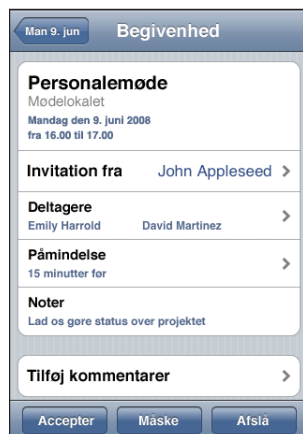 Man 9. jun
Begivenhed
Personalemøde
Mødelokalet
Mandag den 9. juni 2008
fra 16.00 til 17.00
Invitation fra John Appleseed
Deltagere
Emily Harrold David Martinez
Påmindelse
15 minutter før
Noter
Lad os gøre status over projektet
Tilføj kommentarer
Accepter Måske Afslå